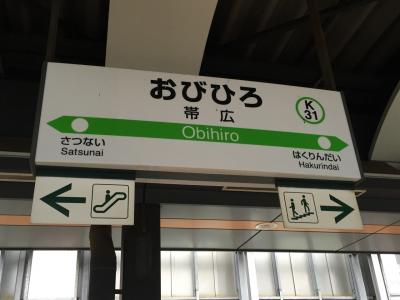 おびひろ
帯広
K
31
Obihiro
さつない
Satsunai
はくりんだい
Hakurindai